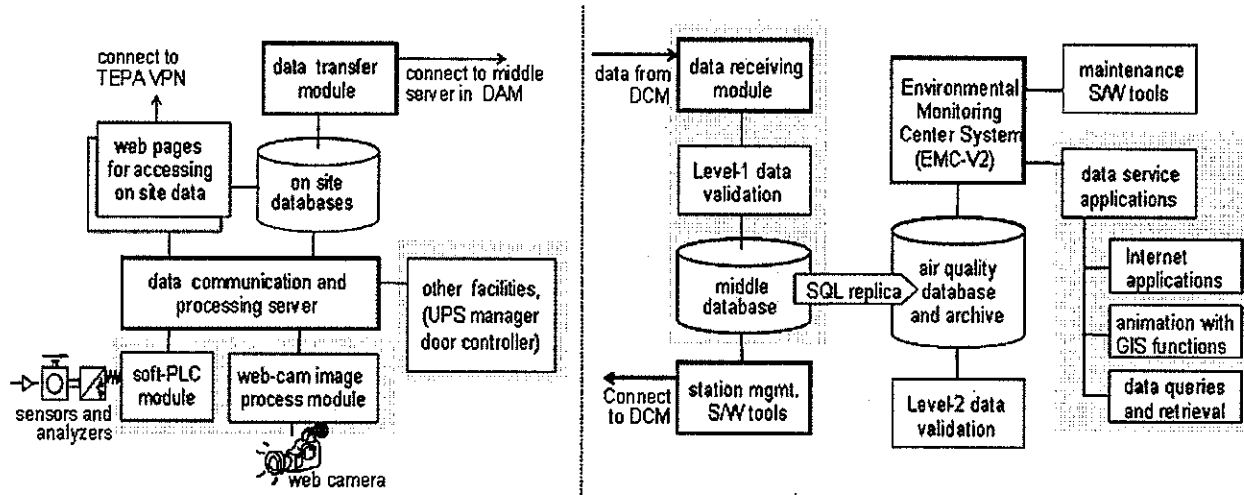 connect to
TEPA VPN
data transfer
module
connect to middle
server in DAM
web pages
for accessing
on site data
on site
databases
data communication and
processing server
other facilities,
(UPS manager
door controller)
soft-PLC
module
web-cam image
process module
sensors and
analyzers
web camera
data from
DCM
data receiving
module
Level-1 data
validation
middle
database
SQL replica
Connect
to DCM
station mgmt.
S/W tools
Environmental
Monitoring
Center System
(EMC-V2)
maintenance
S/W tools
data service
applications
air quality
database
and archive
Internet
applications
animation with
GIS functions
data queries
and retrieval
Level-2 data
validation